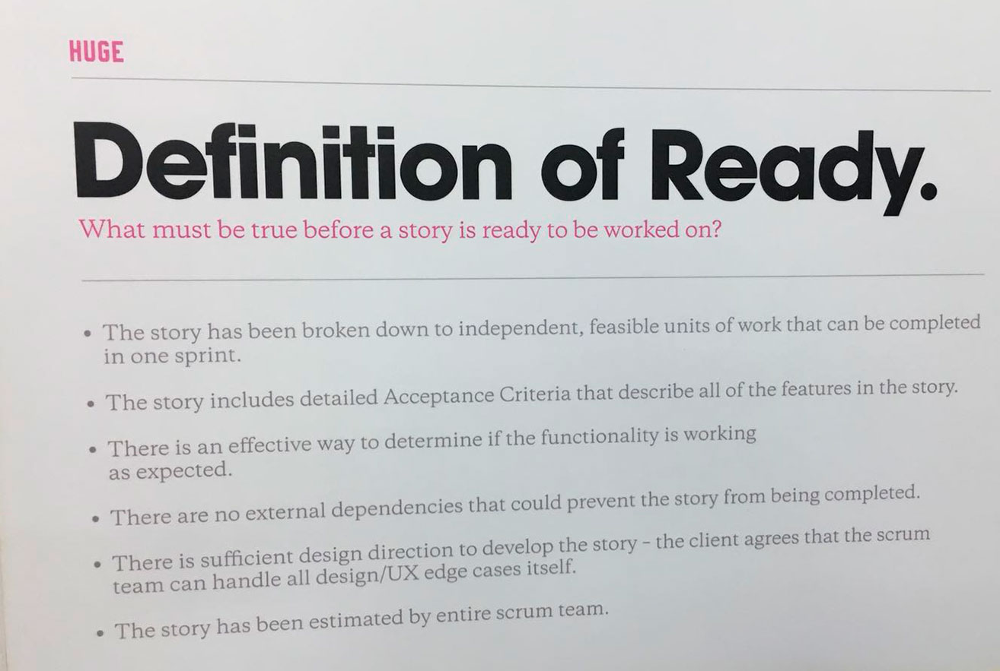 HUGE
Definition of Ready.
What must be true before a story is ready to be worked on?
• The story has been broken down to independent, feasible units of work that can be completed
in one sprint.
• The story includes detailed Acceptance Criteria that describe all of the features in the story.
• There is an effective way to determine if the functionality is working
as expected.
• There are no external dependencies that could prevent the story from being completed.
• There is sufficient design direction to develop the story – the client agrees that the scrum
team can handle all design/UX edge cases itself.
• The story has been estimated by entire scrum team.